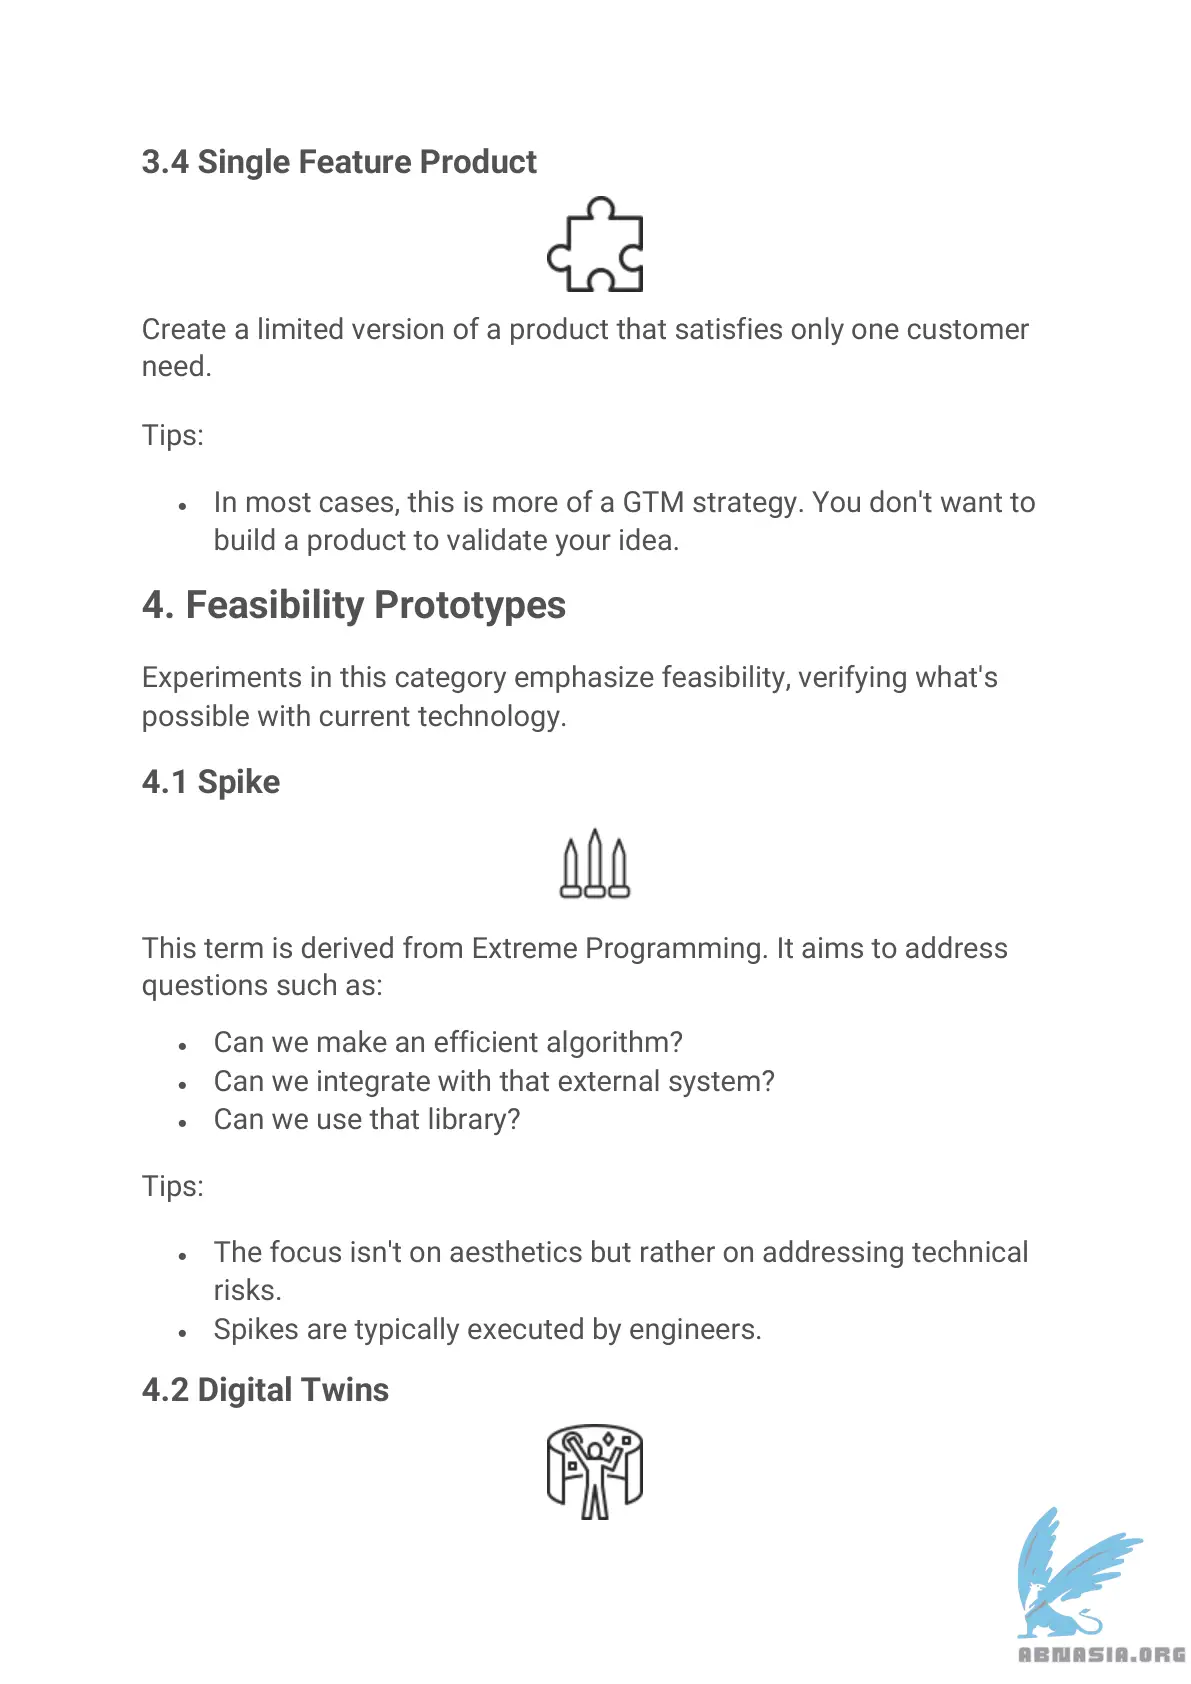 3.4 Single Feature Product
Create a limited version of a product that satisfies only one customer
need.
Tips:
• In most cases, this is more of a GTM strategy. You don't want to
build a product to validate your idea.
4. Feasibility Prototypes
Experiments in this category emphasize feasibility, verifying what's
possible with current technology.
4.1 Spike
This term is derived from Extreme Programming. It aims to address
questions such as:
• Can we make an efficient algorithm?
• Can we integrate with that external system?
• Can we use that library?
Tips:
• The focus isn't on aesthetics but rather on addressing technical
risks.
• Spikes are typically executed by engineers.
4.2 Digital Twins
ABNASIA.ORG